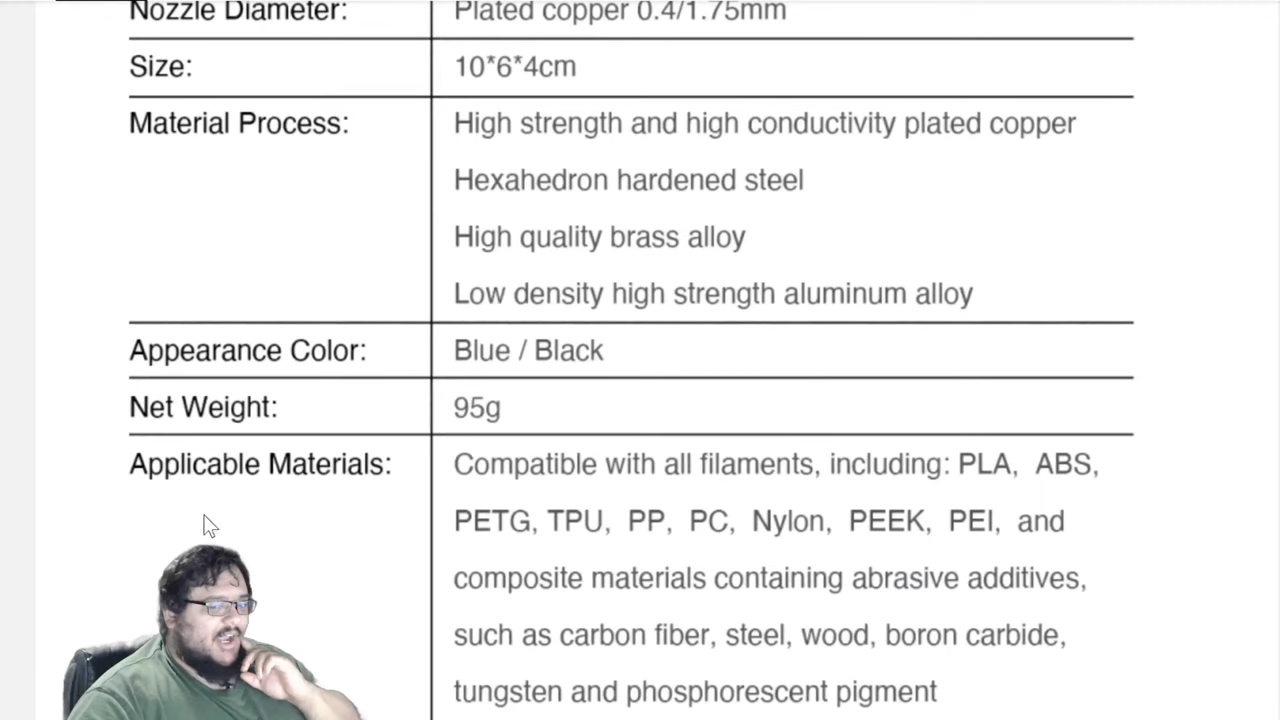 Nozzle Diameter: Plated copper 0.4/1.75mm
Size: 10*6*4cm
Material Process: High strength and high conductivity plated copper
Hexahedron hardened steel
High quality brass alloy
Low density high strength aluminum alloy
Appearance Color: Blue / Black
Net Weight: 95g
Applicable Materials: Compatible with all filaments, including: PLA, ABS,
PETG, TPU, PP, PC, Nylon, PEEK, PEI, and
composite materials containing abrasive additives,
such as carbon fiber, steel, wood, boron carbide,
tungsten and phosphorescent pigment